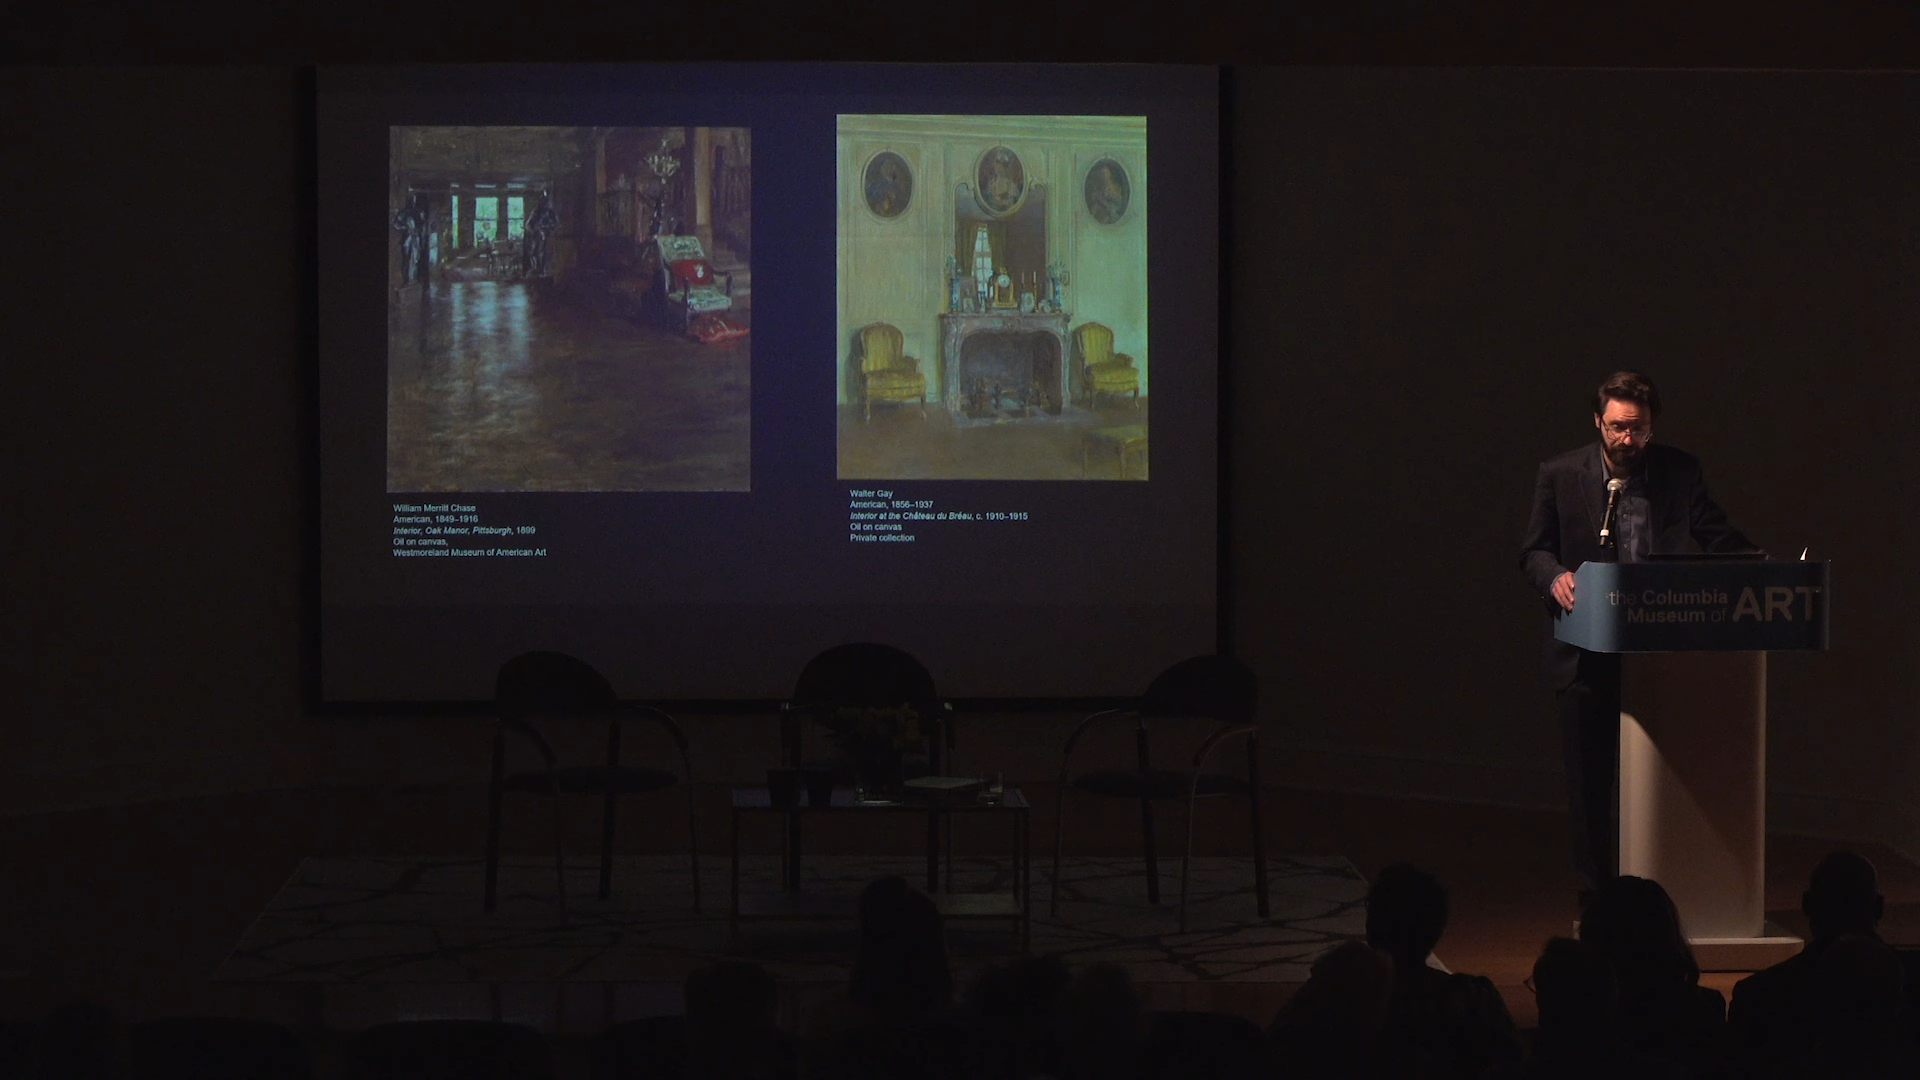 William Merritt Chase
American, 1849–1916
Interior, Oak Manor, Pittsburgh, 1899
Oil on canvas,
Westmoreland Museum of American Art
Walter Gay
American, 1856–1937
Interior at the Château du Bréau, c. 1910–1915
Oil on canvas
Private collection
the Columbia
Museum of ART